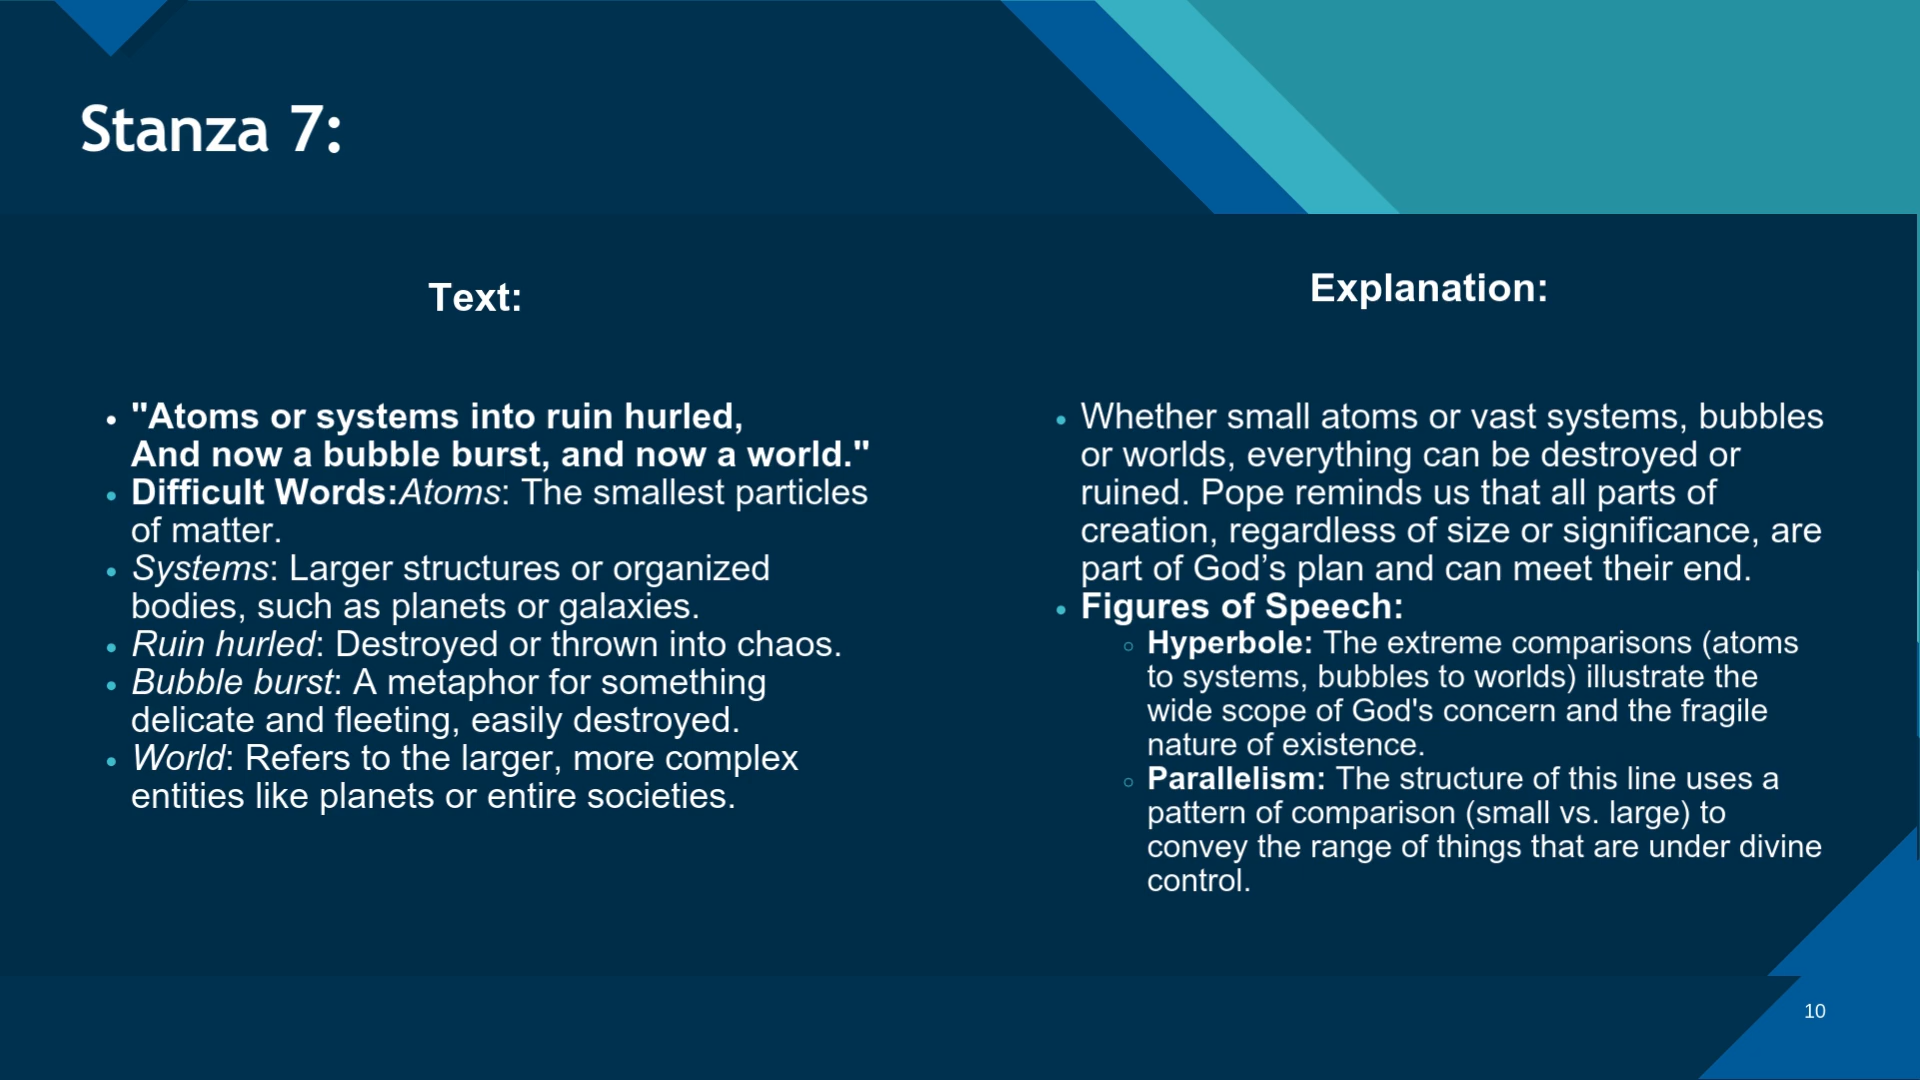 Stanza 7:
Text:
"Atoms or systems into ruin hurled,
And now a bubble burst, and now a world."
Difficult Words:Atoms: The smallest particles
of matter.
Systems: Larger structures or organized
bodies, such as planets or galaxies.
Ruin hurled: Destroyed or thrown into chaos.
Bubble burst: A metaphor for something
delicate and fleeting, easily destroyed.
World: Refers to the larger, more complex
entities like planets or entire societies.
Explanation:
Whether small atoms or vast systems, bubbles
or worlds, everything can be destroyed or
ruined. Pope reminds us that all parts of
creation, regardless of size or significance, are
part of God’s plan and can meet their end.
Figures of Speech:
Hyperbole: The extreme comparisons (atoms
to systems, bubbles to worlds) illustrate the
wide scope of God's concern and the fragile
nature of existence.
Parallelism: The structure of this line uses a
pattern of comparison (small vs. large) to
convey the range of things that are under divine
control.
10